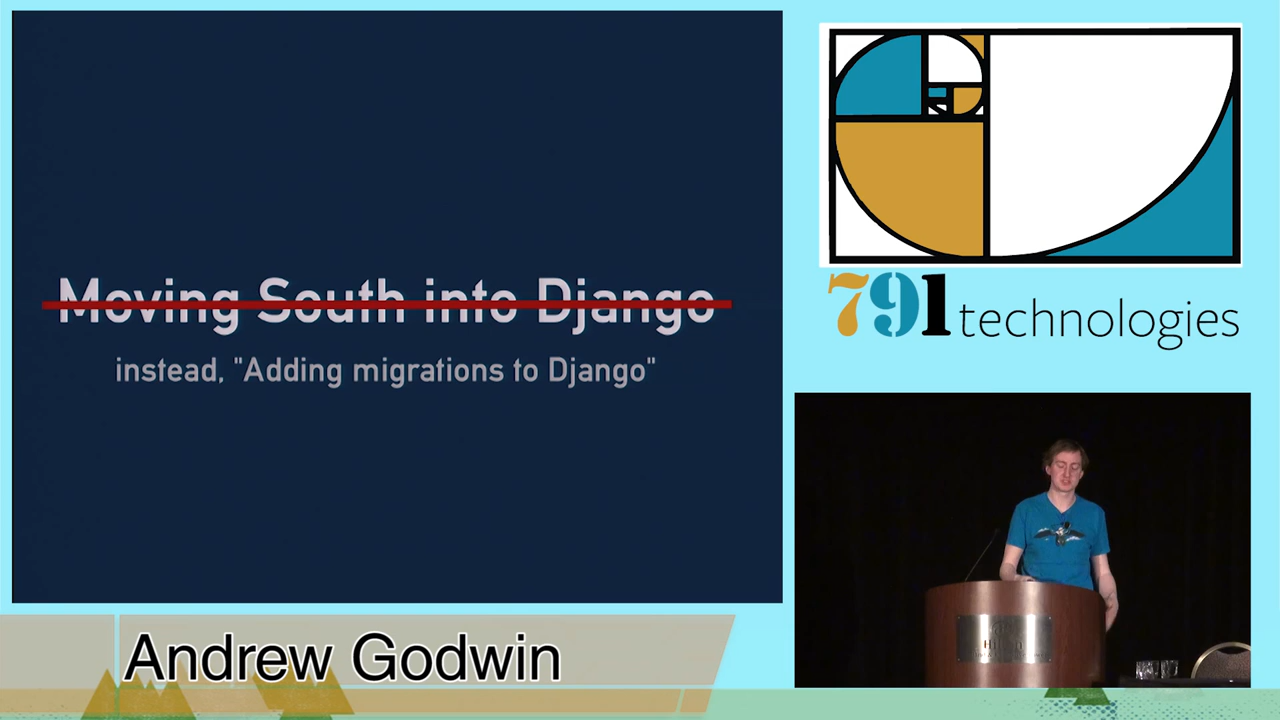 Moving South into Django
instead, "Adding migrations to Django"
791 technologies
Andrew Godwin